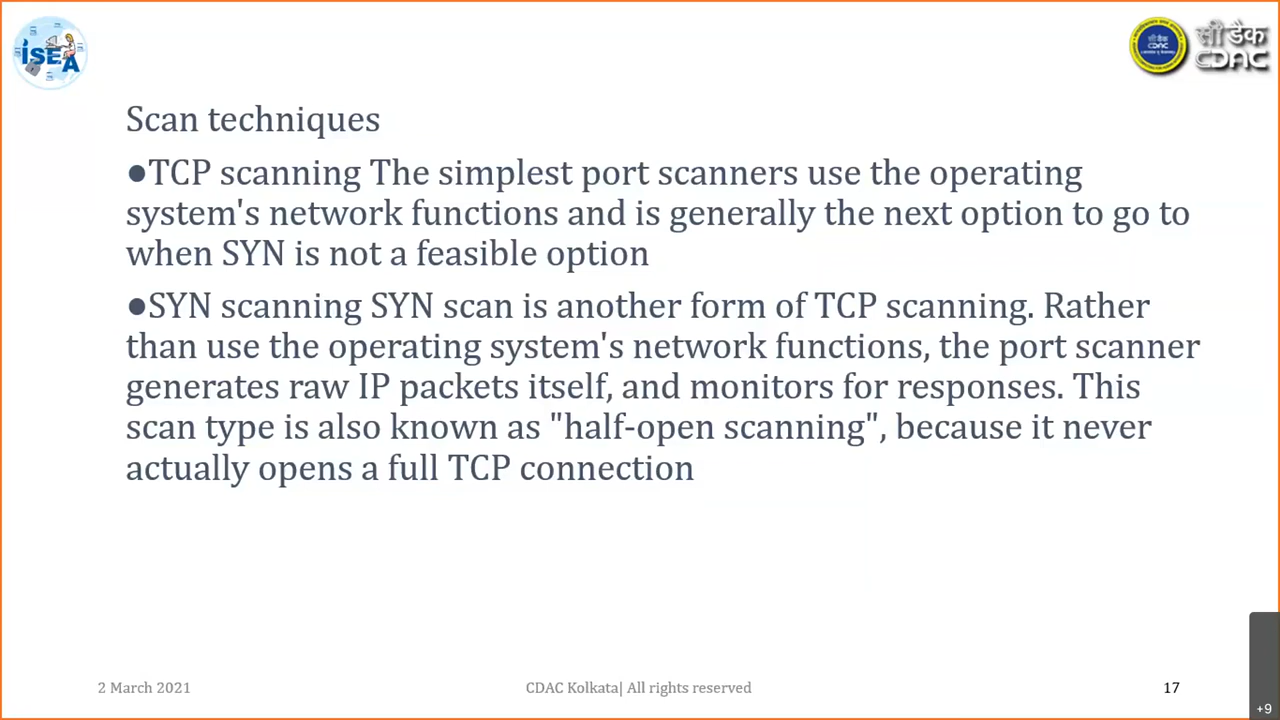 iSEA
सी डैक
CDAC
Scan techniques
●TCP scanning The simplest port scanners use the operating
system's network functions and is generally the next option to go to
when SYN is not a feasible option
●SYN scanning SYN scan is another form of TCP scanning. Rather
than use the operating system's network functions, the port scanner
generates raw IP packets itself, and monitors for responses. This
scan type is also known as "half-open scanning", because it never
actually opens a full TCP connection
2 March 2021
CDAC Kolkata| All rights reserved
17
+9